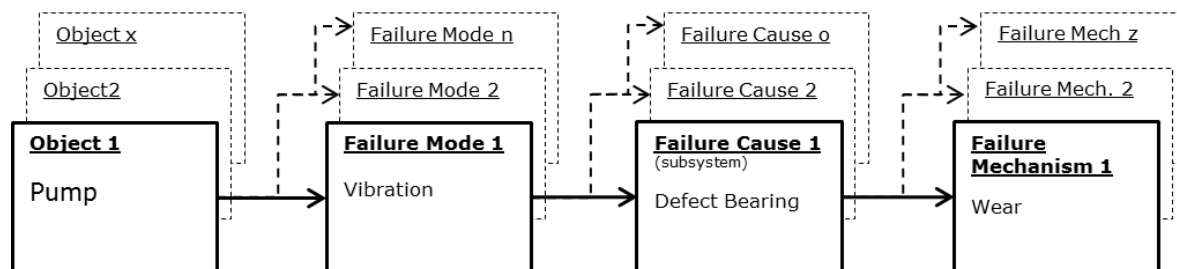 Object x
Object2
Object 1
Pump
Failure Mode n
Failure Mode 2
Failure Mode 1
Vibration
Failure Cause o
Failure Cause 2
Failure Cause 1
(subsystem)
Defect Bearing
Failure Mech z
Failure Mech. 2
Failure
Mechanism 1
Wear